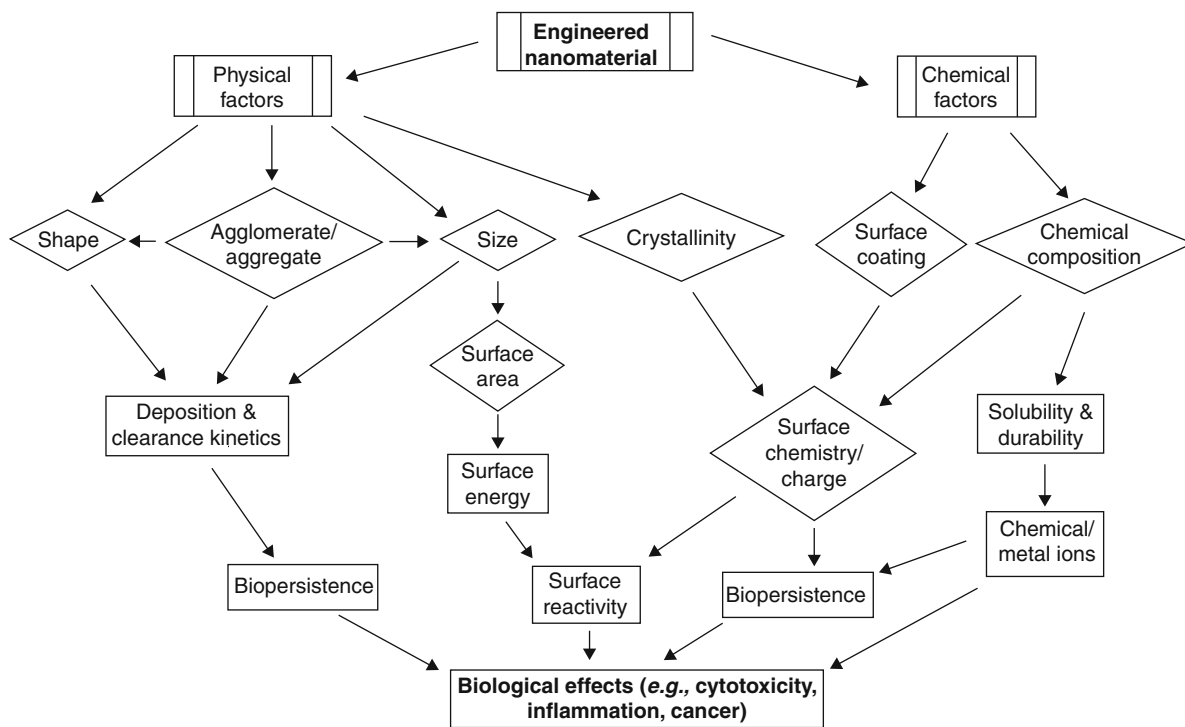 Engineered
nanomaterial
Physical
factors
Chemical
factors
Shape
Agglomerate/
aggregate
Size
Crystallinity
Surface
coating
Chemical
composition
Surface
area
Deposition &
clearance kinetics
Surface
chemistry/
charge
Solubility &
durability
Surface
energy
Chemical/
metal ions
Biopersistence
Surface
reactivity
Biopersistence
Biological effects (e.g., cytotoxicity,
inflammation, cancer)